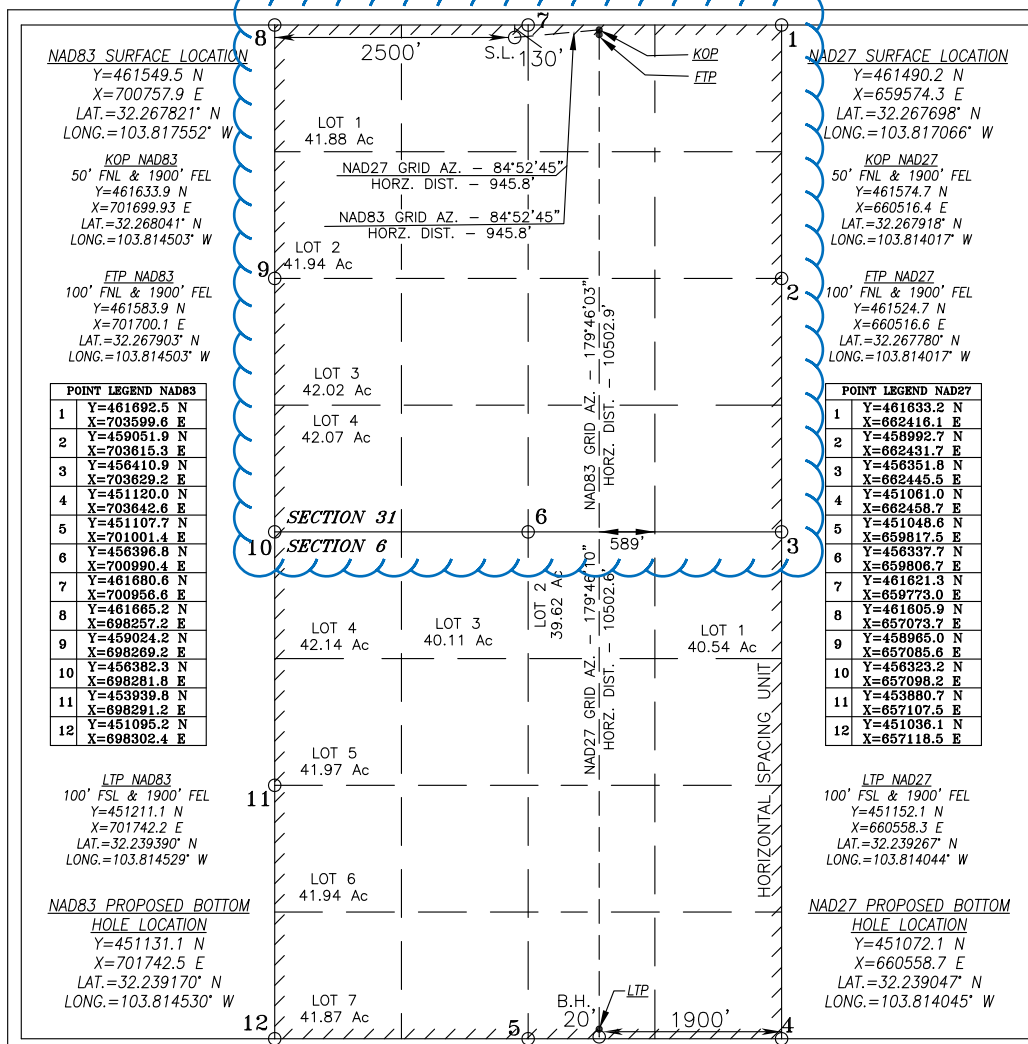 NAD83 SURFACE LOCATION
Y=461549.5 N
X=700757.9 E
LAT.=32.267821° N
LONG.=103.817552° W
KOP NAD83
50' FNL & 1900' FEL
Y=461633.9 N
X=701699.93 E
LAT.=32.268041° N
LONG.=103.814503° W
FTP NAD83
100' FNL & 1900' FEL
Y=461583.9 N
X=701700.1 E
LAT.=32.267903° N
LONG.=103.814503° W
POINT LEGEND NAD83
1 Y=461692.5 N
X=703599.6 E
2 Y=459051.9 N
X=703615.3 E
3 Y=456410.9 N
X=703629.2 E
4 Y=451120.0 N
X=703642.6 E
5 Y=451107.7 N
X=701001.4 E
6 Y=456396.8 N
X=700990.4 E
7 Y=461680.6 N
X=700956.6 E
8 Y=461665.2 N
X=698257.2 E
9 Y=459024.2 N
X=698269.2 E
10 Y=456382.3 N
X=698281.8 E
11 Y=453939.8 N
X=698291.2 E
12 Y=451095.2 N
X=698302.4 E
LTP NAD83
100' FSL & 1900' FEL
Y=451211.1 N
X=701742.2 E
LAT.=32.239390° N
LONG.=103.814529° W
NAD83 PROPOSED BOTTOM
HOLE LOCATION
Y=451131.1 N
X=701742.5 E
LAT.=32.239170° N
LONG.=103.814530° W
8
7
1
2500'
S.L.
130'
KOP
FTP
LOT 1
41.88 Ac
NAD27 GRID AZ. - 84°52'45"
HORZ. DIST. - 945.8'
NAD83 GRID AZ. - 84°52'45"
HORZ. DIST. - 945.8'
LOT 2
41.94 Ac
9
2
NAD83 GRID AZ. - 179°46'03"
HORZ. DIST. - 10502.9'
LOT 3
42.02 Ac
LOT 4
42.07 Ac
SECTION 31
6
10
SECTION 6
589'
3
LOT 4
42.14 Ac
LOT 3
40.11 Ac
LOT 2
39.62 Ac
NAD27 GRID AZ. - 179°46'10"
HORZ. DIST. - 10502.6'
LOT 1
40.54 Ac
HORIZONTAL SPACING UNIT
LOT 5
41.97 Ac
11
LOT 6
41.94 Ac
LOT 7
41.87 Ac
B.H.
20'
LTP
1900'
12
5
4
NAD27 SURFACE LOCATION
Y=461490.2 N
X=659574.3 E
LAT.=32.267698° N
LONG.=103.817066° W
KOP NAD27
50' FNL & 1900' FEL
Y=461574.7 N
X=660516.4 E
LAT.=32.267918° N
LONG.=103.814017° W
FTP NAD27
100' FNL & 1900' FEL
Y=461524.7 N
X=660516.6 E
LAT.=32.267780° N
LONG.=103.814017° W
POINT LEGEND NAD27
1 Y=461633.2 N
X=662416.1 E
2 Y=458992.7 N
X=662431.7 E
3 Y=456351.8 N
X=662445.5 E
4 Y=451061.0 N
X=662458.7 E
5 Y=451048.6 N
X=659817.5 E
6 Y=456337.7 N
X=659806.7 E
7 Y=461621.3 N
X=659773.0 E
8 Y=461605.9 N
X=657073.7 E
9 Y=458965.0 N
X=657085.6 E
10 Y=456323.2 N
X=657098.2 E
11 Y=453880.7 N
X=657107.5 E
12 Y=451036.1 N
X=657118.5 E
LTP NAD27
100' FSL & 1900' FEL
Y=451152.1 N
X=660558.3 E
LAT.=32.239267° N
LONG.=103.814044° W
NAD27 PROPOSED BOTTOM
HOLE LOCATION
Y=451072.1 N
X=660558.7 E
LAT.=32.239047° N
LONG.=103.814045° W